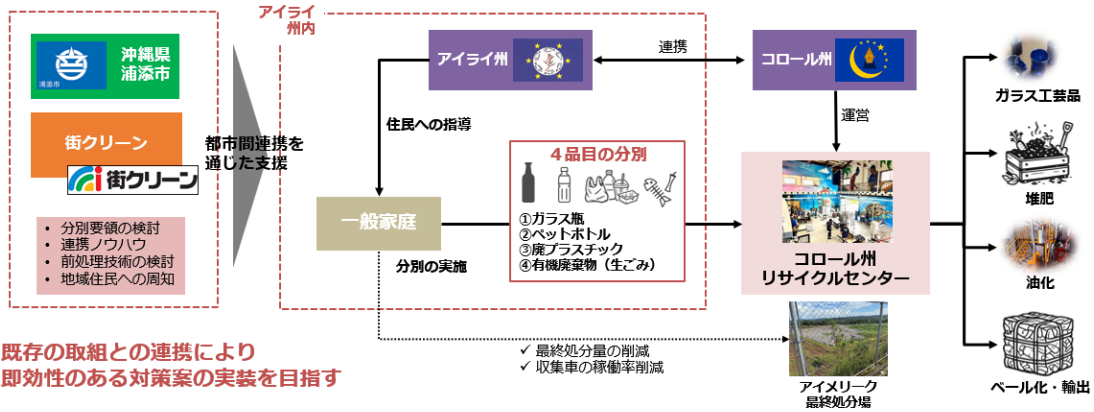 沖縄県
浦添市
浦添市
街クリーン
街クリーン
・ 分別要領の検討
・ 連携ノウハウ
・ 前処理技術の検討
・ 地域住民への周知
都市間連携を
通じた支援
アイライ
州内
アイライ州
連携
コロール州
住民への指導
運営
4品目の分別
①ガラス瓶
②ペットボトル
③廃プラスチック
④有機廃棄物（生ごみ）
一般家庭
分別の実施
コロール州
リサイクルセンター
ガラス工芸品
堆肥
油化
ベール化・輸出
✓ 最終処分量の削減
✓ 収集車の稼働率削減
アイメリーク
最終処分場
既存の取組との連携により
即効性のある対策案の実装を目指す